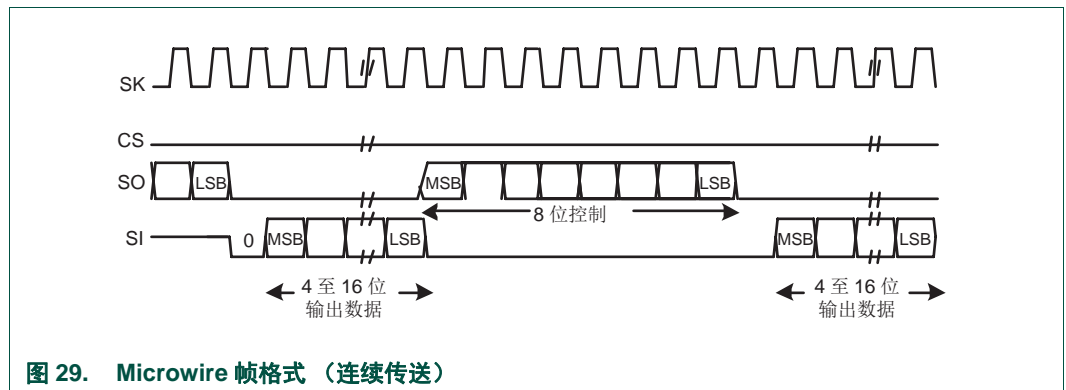 SK
CS
SO
LSB
MSB
LSB
8 位控制
SI
0
MSB
LSB
MSB
LSB
4 至 16 位
输出数据
4 至 16 位
输出数据
图 29. Microwire 帧格式 （连续传送）